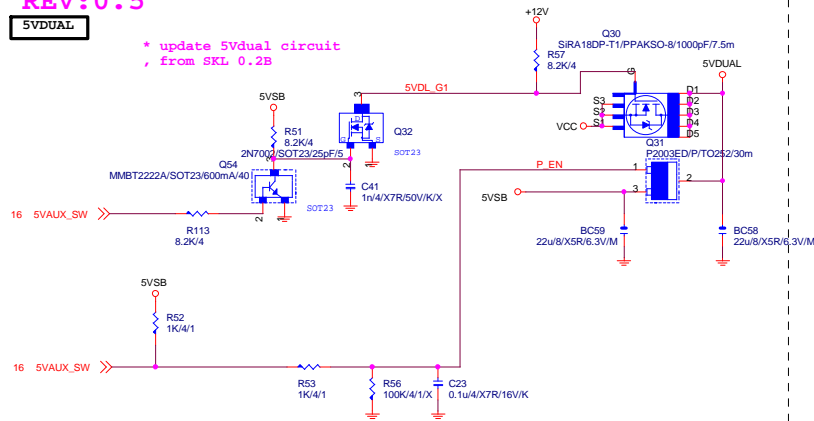 REV:0.5
5VDUAL
* update 5Vdual circuit
, from SKL 0.2B
+12V
R57
8.2K/4
Q30
SiRA18DP-T1/PPAKSO-8/1000pF/7.5m
5VDUAL
5VDL_G1
G
S3
S2
S1
D1
D2
D3
D4
D5
VCC
5VSB
R51
8.2K/4
2N7002/SOT23/25pF/5
3
D
G
S
2
1
Q32
SOT23
Q54
MMBT2222A/SOT23/600mA/40
3
2
1
SOT23
C41
1n/4/X7R/50V/K/X
Q31
P2003ED/P/TO252/30m
P_EN
1
2
3
5VSB
16 5VAUX_SW
R113
8.2K/4
BC59
22u/8/X5R/6.3V/M
BC58
22u/8/X5R/6.3V/M
5VSB
R52
1K/4/1
16 5VAUX_SW
R53
1K/4/1
R56
100K/4/1/X
C23
0.1u/4/X7R/16V/K